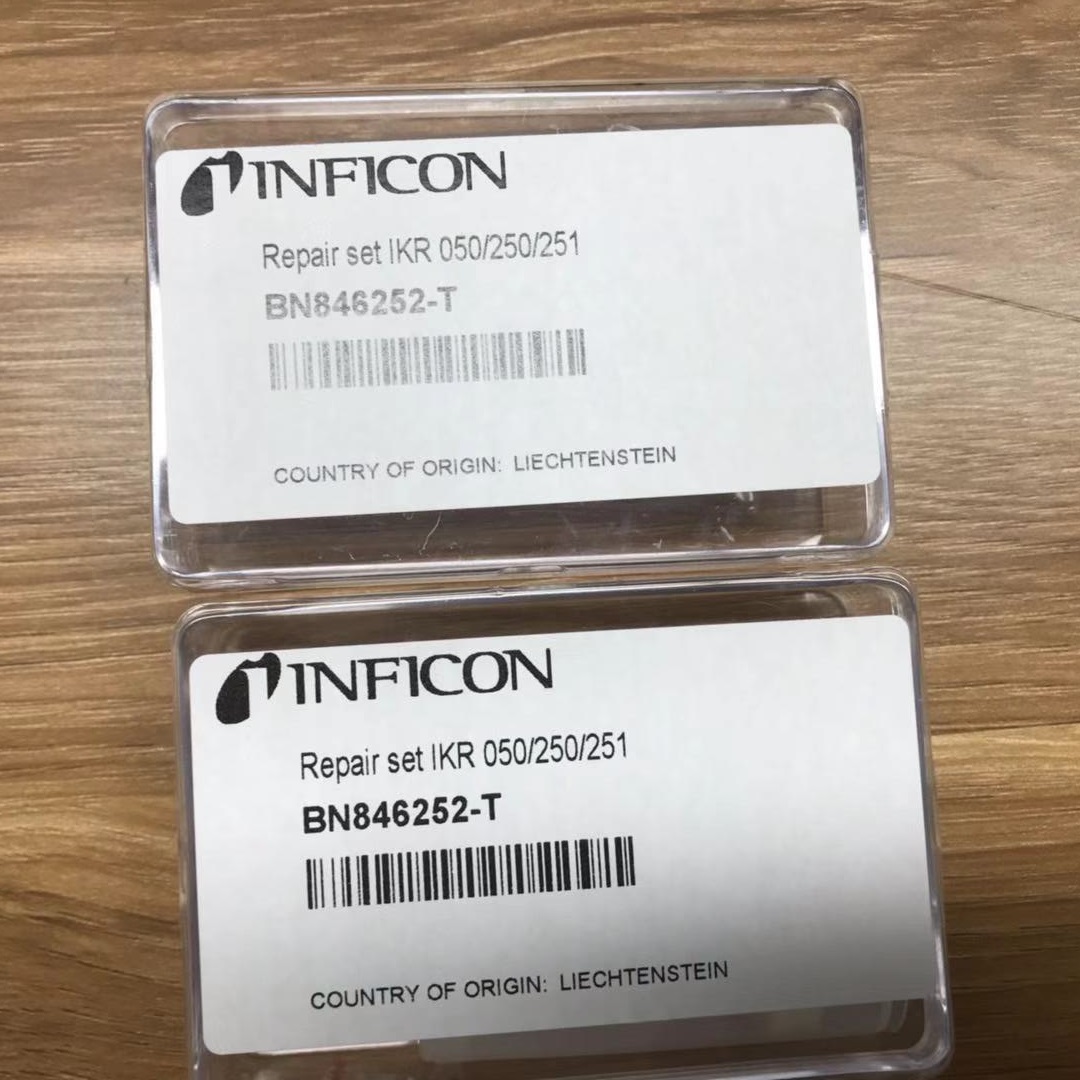 INFICON
Repair set IKR 050/250/251
BN846252-T
COUNTRY OF ORIGIN: LIECHTENSTEIN
INFICON
Repair set IKR 050/250/251
BN846252-T
COUNTRY OF ORIGIN: LIECHTENSTEIN